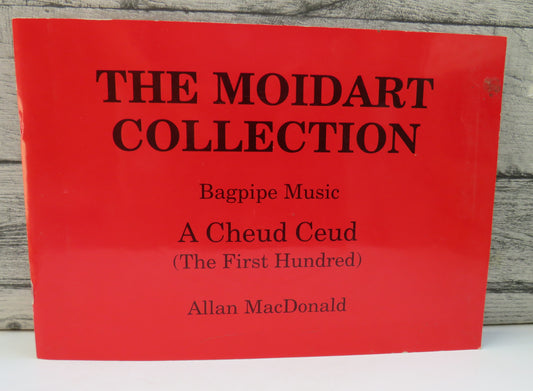 THE MOIDART
COLLECTION
Bagpipe Music
A Cheud Ceud
(The First Hundred)
Allan MacDonald